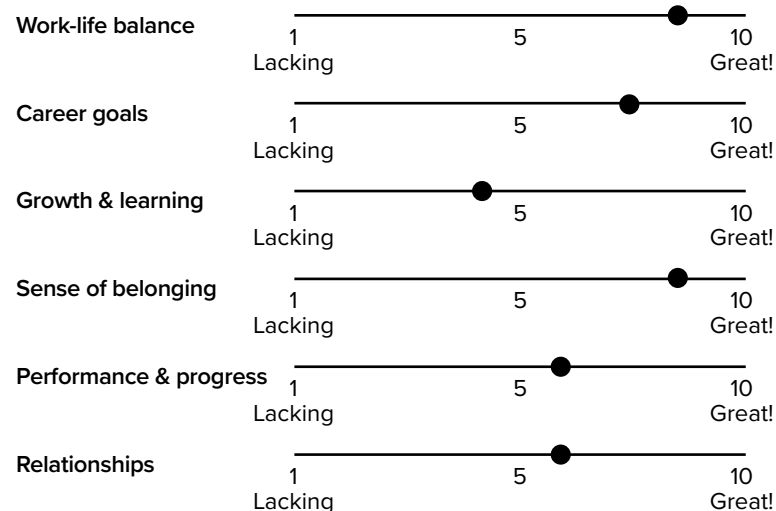 Work-life balance
1 5 10
Lacking Great!
Career goals
1 5 10
Lacking Great!
Growth & learning
1 5 10
Lacking Great!
Sense of belonging
1 5 10
Lacking Great!
Performance & progress
1 5 10
Lacking Great!
Relationships
1 5 10
Lacking Great!